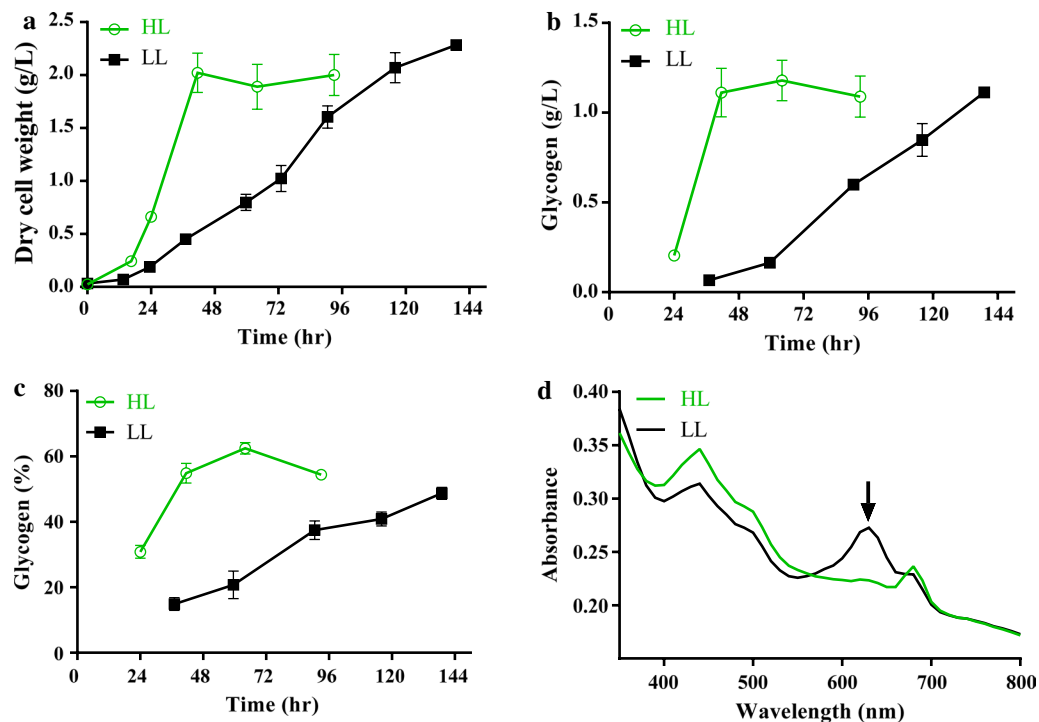 a
HL
LL
Dry cell weight (g/L)
2.5
2.0
1.5
1.0
0.5
0.0
0 24 48 72 96 120 144
Time (hr)
b
HL
LL
Glycogen (g/L)
1.5
1.0
0.5
0.0
0 24 48 72 96 120 144
Time (hr)
c
HL
LL
Glycogen (%)
80
60
40
20
0
0 24 48 72 96 120 144
Time (hr)
d
HL
LL
Absorbance
0.40
0.35
0.30
0.25
0.20
400 500 600 700 800
Wavelength (nm)